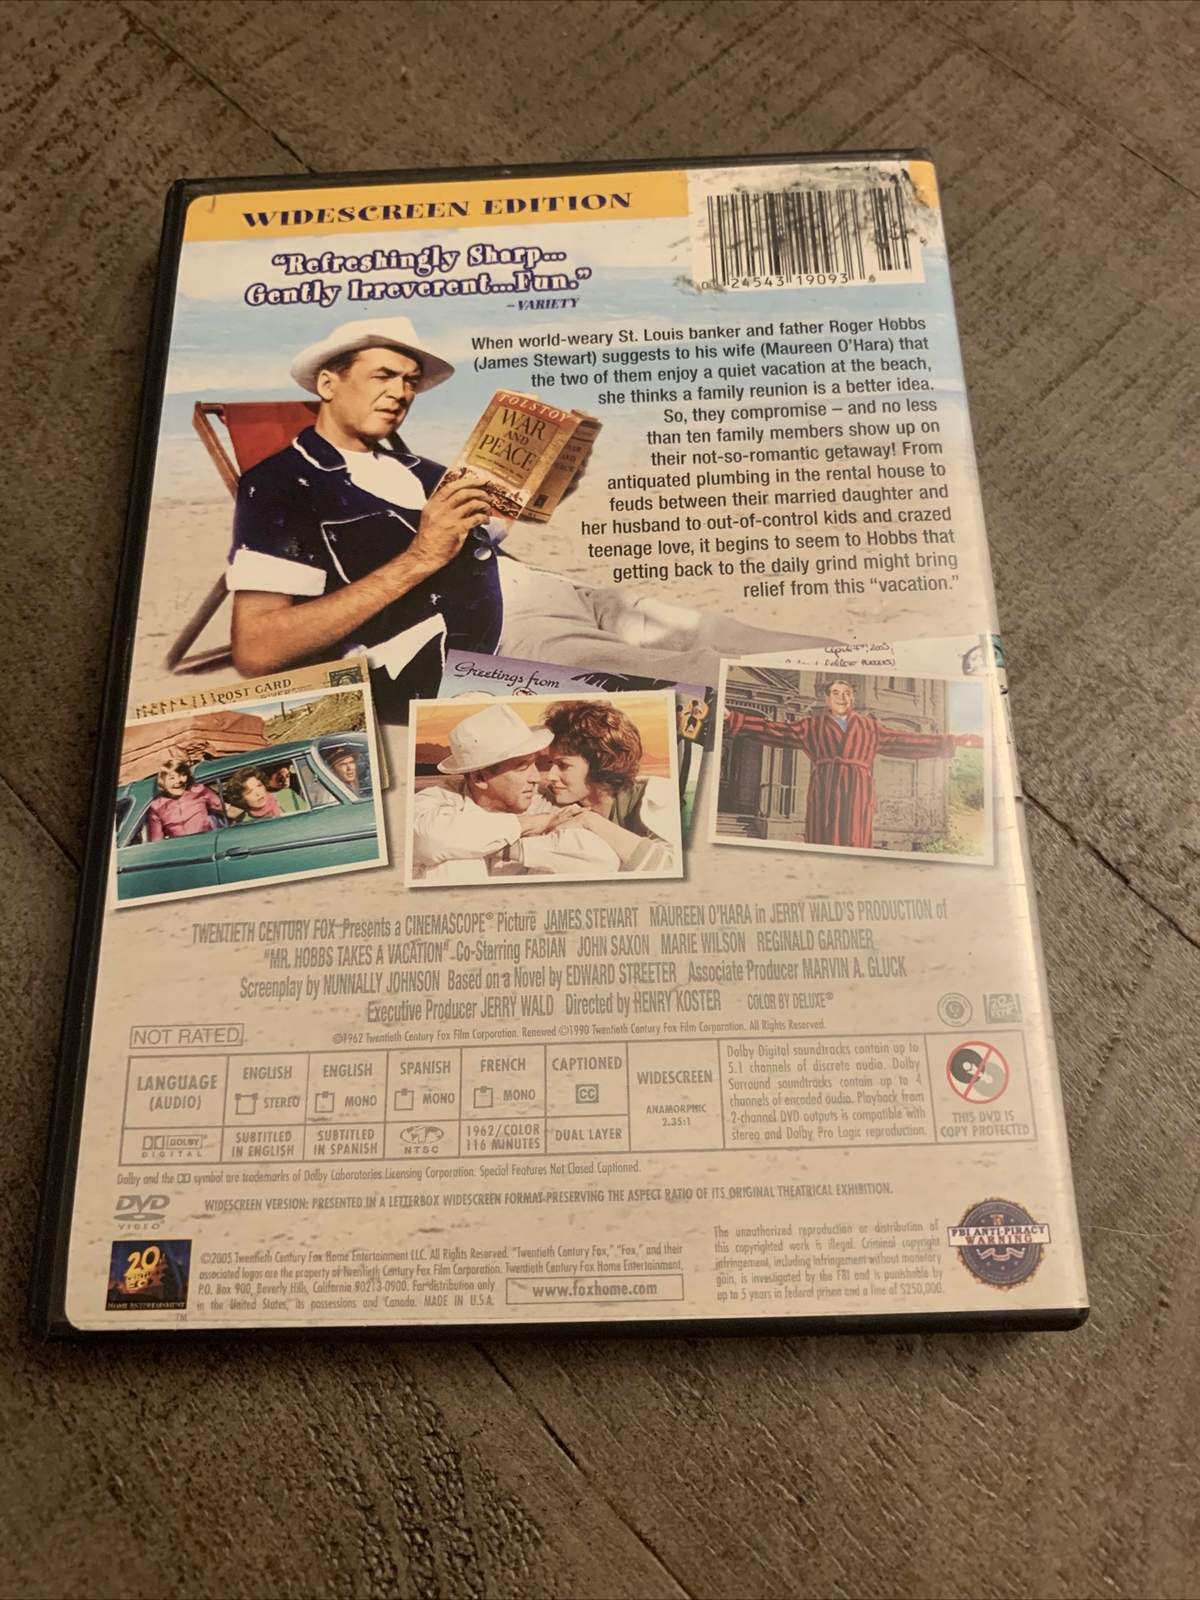 WIDESCREEN EDITION
0 24543 19093 6
“Refreshingly Sharp...
Gently Irreverent...Fun.”
–VARIETY
When world-weary St. Louis banker and father Roger Hobbs
(James Stewart) suggests to his wife (Maureen O’Hara) that
the two of them enjoy a quiet vacation at the beach,
she thinks a family reunion is a better idea.
So, they compromise – and no less
than ten family members show up on
their not-so-romantic getaway! From
antiquated plumbing in the rental house to
feuds between their married daughter and
her husband to out-of-control kids and crazed
teenage love, it begins to seem to Hobbs that
getting back to the daily grind might bring
relief from this “vacation.”
TOLSTOY
WAR
AND
PEACE
POST CARD
Greetings from
TWENTIETH CENTURY FOX Presents a CINEMASCOPE® Picture JAMES STEWART MAUREEN O’HARA in JERRY WALD’S PRODUCTION of
“MR. HOBBS TAKES A VACATION” Co-Starring FABIAN JOHN SAXON MARIE WILSON REGINALD GARDNER
Screenplay by NUNNALLY JOHNSON Based on a Novel by EDWARD STREETER Associate Producer MARVIN A. GLUCK
Executive Producer JERRY WALD Directed by HENRY KOSTER COLOR BY DELUXE®
NOT RATED
©1962 Twentieth Century Fox Film Corporation. Renewed ©1990 Twentieth Century Fox Film Corporation. All Rights Reserved.
LANGUAGE
(AUDIO)
ENGLISH
STEREO
ENGLISH
MONO
SPANISH
MONO
FRENCH
MONO
CAPTIONED
CC
WIDESCREEN
ANAMORPHIC
2.35:1
Dolby Digital soundtracks contain up to
5.1 channels of discrete audio. Dolby
Surround soundtracks contain up to 4
channels of encoded audio. Playback from
2-channel DVD outputs is compatible with
stereo and Dolby Pro Logic reproduction.
THIS DVD IS
COPY PROTECTED
DOLBY
DIGITAL
SUBTITLED
IN ENGLISH
SUBTITLED
IN SPANISH
NTSC
1962/COLOR
116 MINUTES
DUAL LAYER
Dolby and the DD symbol are trademarks of Dolby Laboratories Licensing Corporation. Special Features Not Closed Captioned.
DVD
VIDEO
WIDESCREEN VERSION: PRESENTED IN A LETTERBOX WIDESCREEN FORMAT PRESERVING THE ASPECT RATIO OF ITS ORIGINAL THEATRICAL EXHIBITION.
20
CENTURY
FOX
HOME ENTERTAINMENT
TM
©2005 Twentieth Century Fox Home Entertainment LLC. All Rights Reserved. “Twentieth Century Fox,” “Fox,” and their
associated logos are the property of Twentieth Century Fox Film Corporation. Twentieth Century Fox Home Entertainment,
P.O. Box 900, Beverly Hills, California 90213-0900. For distribution only
in the United States, its possessions and Canada. MADE IN U.S.A.
www.foxhome.com
The unauthorized reproduction or distribution of
this copyrighted work is illegal. Criminal copyright
infringement, including infringement without monetary
gain, is investigated by the FBI and is punishable by
up to 5 years in federal prison and a fine of $250,000.
FBI ANTI-PIRACY
WARNING